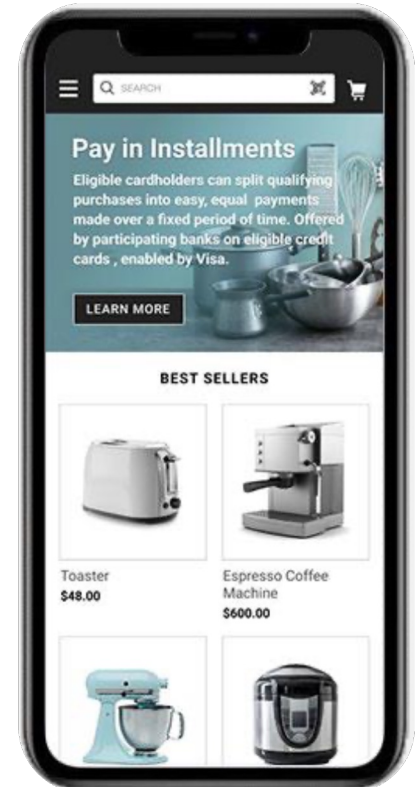 SEARCH
Pay in Installments
Eligible cardholders can split qualifying
purchases into easy, equal payments
made over a fixed period of time. Offered
by participating banks on eligible credit
cards , enabled by Visa.
LEARN MORE
BEST SELLERS
Toaster
$48.00
Espresso Coffee
Machine
$600.00